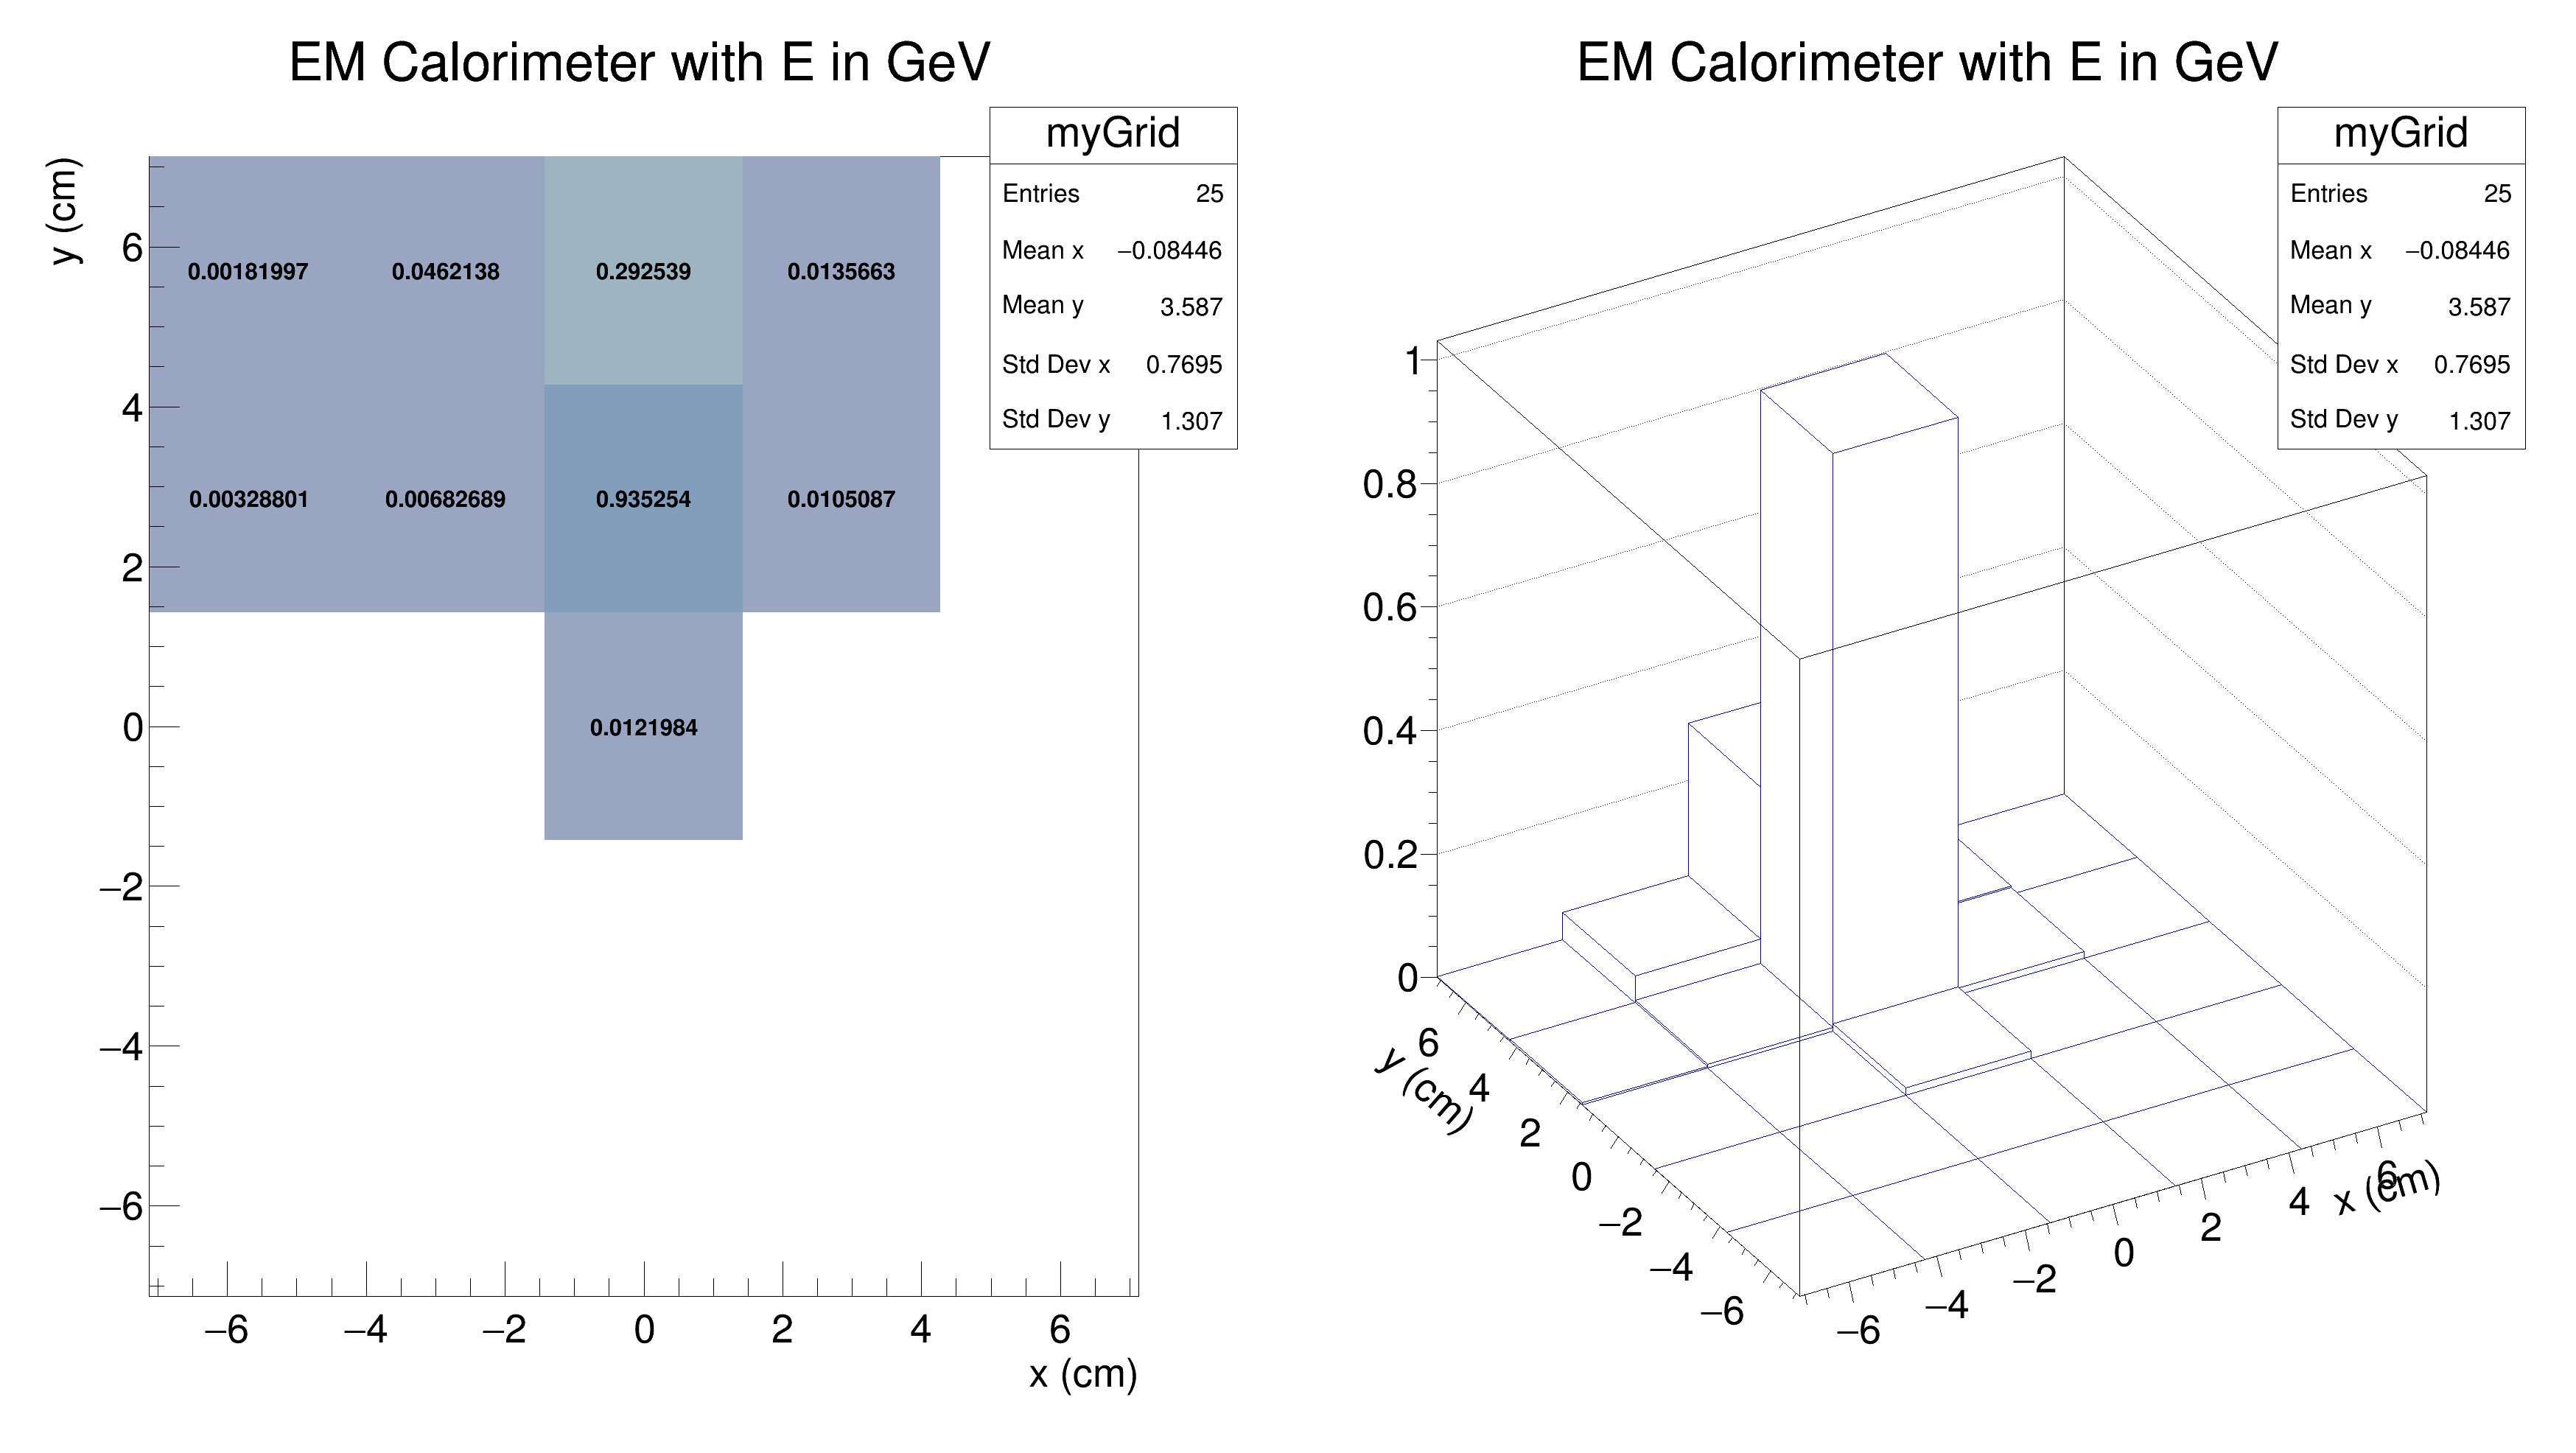 EM Calorimeter with E in GeV
myGrid
Entries 25
Mean x −0.08446
Mean y 3.587
Std Dev x 0.7695
Std Dev y 1.307
y (cm)
6
4
2
0
−2
−4
−6
0.00181997 0.0462138 0.292539 0.0135663
0.00328801 0.00682689 0.935254 0.0105087
0.0121984
−6 −4 −2 0 2 4 6
x (cm)
EM Calorimeter with E in GeV
myGrid
Entries 25
Mean x −0.08446
Mean y 3.587
Std Dev x 0.7695
Std Dev y 1.307
1
0.8
0.6
0.4
0.2
0
y (cm)
6
4
2
0
−2
−4
−6
−6 −4 −2 0 2 4 6
x (cm)